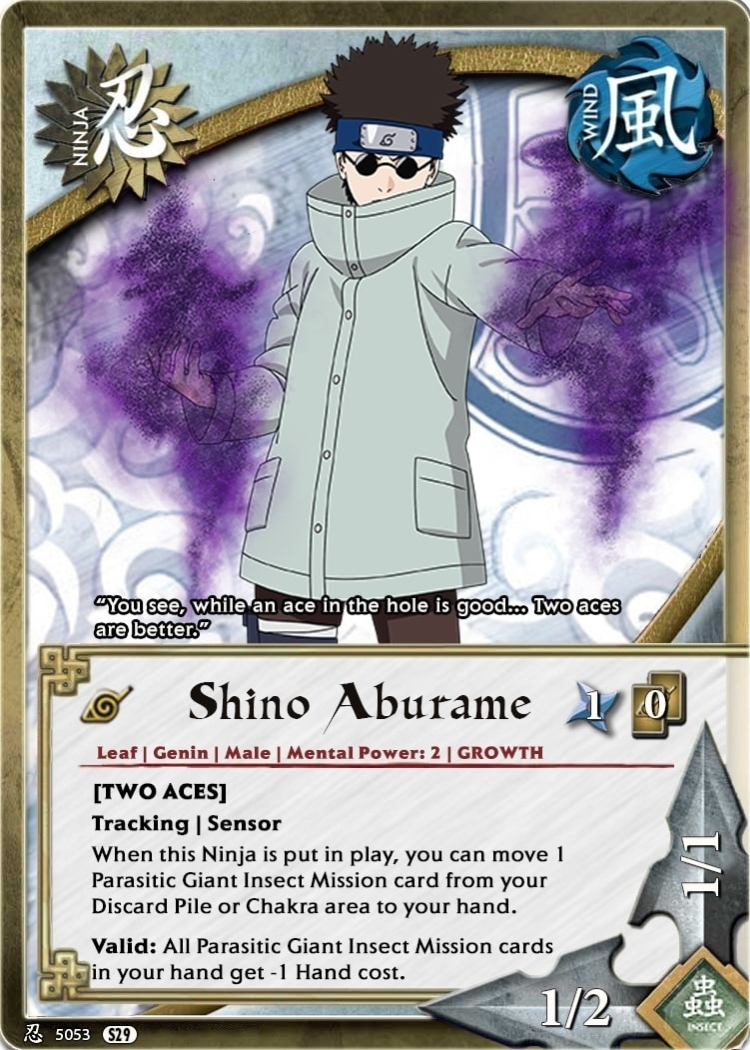 NINJA
忍
WIND
風
“You see, while an ace in the hole is good... Two aces
are better.”
Shino Aburame
1
0
Leaf | Genin | Male | Mental Power: 2 | GROWTH
[TWO ACES]
Tracking | Sensor
When this Ninja is put in play, you can move 1
Parasitic Giant Insect Mission card from your
Discard Pile or Chakra area to your hand.
Valid: All Parasitic Giant Insect Mission cards
in your hand get -1 Hand cost.
1/1
1/2
蟲
INSECT
忍 5053 S29